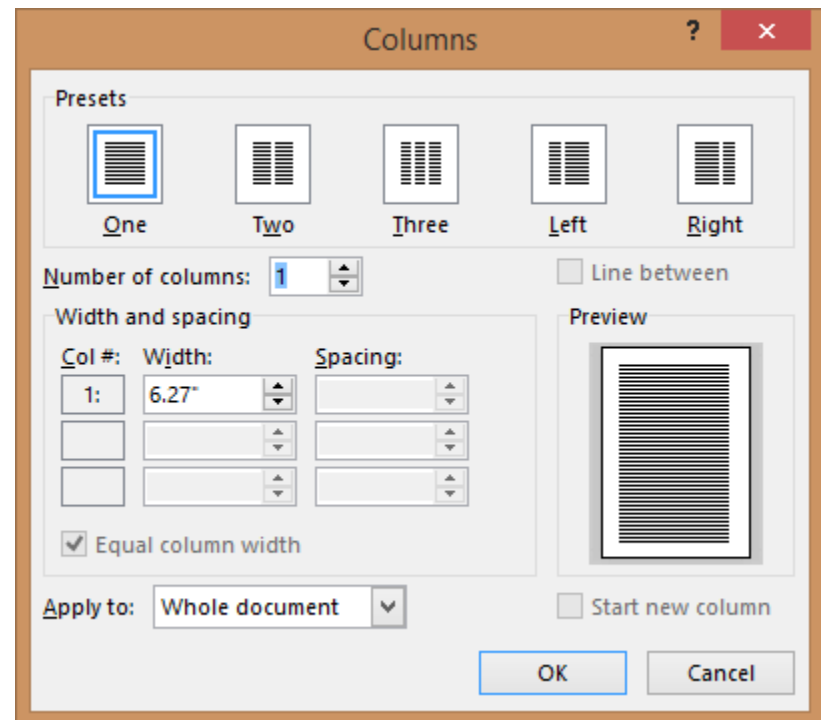 Columns ? ×
Presets
One Two Three Left Right
Number of columns: 1 Line between
Width and spacing Preview
Col #: Width: Spacing:
1: 6.27"
Equal column width
Apply to: Whole document Start new column
OK Cancel